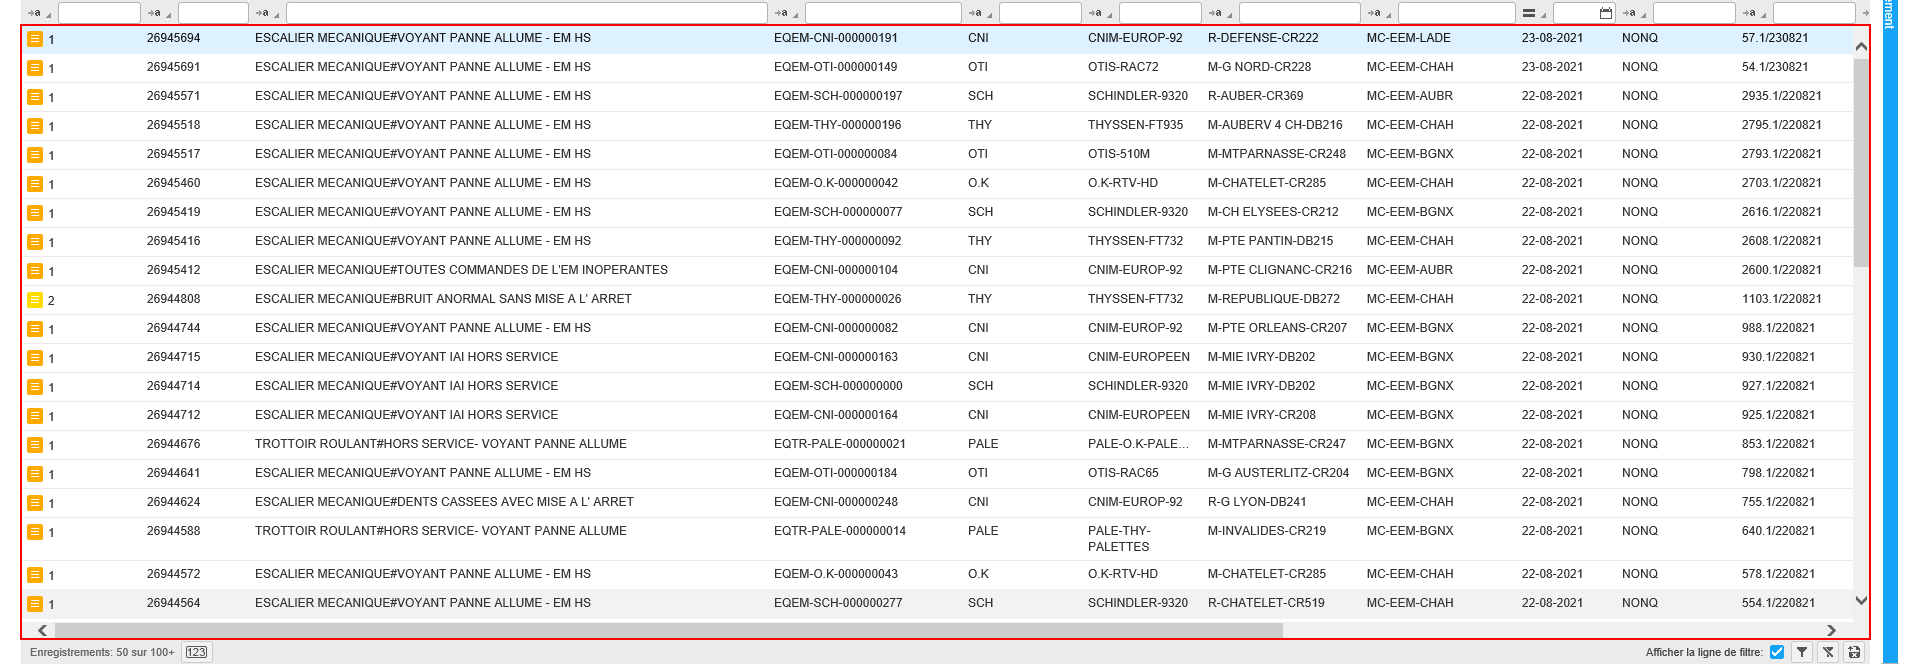 →a →a →a →a →a →a →a →a = →a →a
1 26945694 ESCALIER MECANIQUE#VOYANT PANNE ALLUME - EM HS EQEM-CNI-000000191 CNI CNIM-EUROP-92 R-DEFENSE-CR222 MC-EEM-LADE 23-08-2021 NONQ 57.1/230821
1 26945691 ESCALIER MECANIQUE#VOYANT PANNE ALLUME - EM HS EQEM-OTI-000000149 OTI OTIS-RAC72 M-G NORD-CR228 MC-EEM-CHAH 23-08-2021 NONQ 54.1/230821
1 26945571 ESCALIER MECANIQUE#VOYANT PANNE ALLUME - EM HS EQEM-SCH-000000197 SCH SCHINDLER-9320 R-AUBER-CR369 MC-EEM-AUBR 22-08-2021 NONQ 2935.1/220821
1 26945518 ESCALIER MECANIQUE#VOYANT PANNE ALLUME - EM HS EQEM-THY-000000196 THY THYSSEN-FT935 M-AUBERV 4 CH-DB216 MC-EEM-CHAH 22-08-2021 NONQ 2795.1/220821
1 26945517 ESCALIER MECANIQUE#VOYANT PANNE ALLUME - EM HS EQEM-OTI-000000084 OTI OTIS-510M M-MTPARNASSE-CR248 MC-EEM-BGNX 22-08-2021 NONQ 2793.1/220821
1 26945460 ESCALIER MECANIQUE#VOYANT PANNE ALLUME - EM HS EQEM-O.K-000000042 O.K O.K-RTV-HD M-CHATELET-CR285 MC-EEM-CHAH 22-08-2021 NONQ 2703.1/220821
1 26945419 ESCALIER MECANIQUE#VOYANT PANNE ALLUME - EM HS EQEM-SCH-000000077 SCH SCHINDLER-9320 M-CH ELYSEES-CR212 MC-EEM-BGNX 22-08-2021 NONQ 2616.1/220821
1 26945416 ESCALIER MECANIQUE#VOYANT PANNE ALLUME - EM HS EQEM-THY-000000092 THY THYSSEN-FT732 M-PTE PANTIN-DB215 MC-EEM-CHAH 22-08-2021 NONQ 2608.1/220821
1 26945412 ESCALIER MECANIQUE#TOUTES COMMANDES DE L'EM INOPERANTES EQEM-CNI-000000104 CNI CNIM-EUROP-92 M-PTE CLIGNANC-CR216 MC-EEM-AUBR 22-08-2021 NONQ 2600.1/220821
2 26944808 ESCALIER MECANIQUE#BRUIT ANORMAL SANS MISE A L' ARRET EQEM-THY-000000026 THY THYSSEN-FT732 M-REPUBLIQUE-DB272 MC-EEM-CHAH 22-08-2021 NONQ 1103.1/220821
1 26944744 ESCALIER MECANIQUE#VOYANT PANNE ALLUME - EM HS EQEM-CNI-000000082 CNI CNIM-EUROP-92 M-PTE ORLEANS-CR207 MC-EEM-BGNX 22-08-2021 NONQ 988.1/220821
1 26944715 ESCALIER MECANIQUE#VOYANT IAI HORS SERVICE EQEM-CNI-000000163 CNI CNIM-EUROPEEN M-MIE IVRY-DB202 MC-EEM-BGNX 22-08-2021 NONQ 930.1/220821
1 26944714 ESCALIER MECANIQUE#VOYANT IAI HORS SERVICE EQEM-SCH-000000000 SCH SCHINDLER-9320 M-MIE IVRY-DB202 MC-EEM-BGNX 22-08-2021 NONQ 927.1/220821
1 26944712 ESCALIER MECANIQUE#VOYANT IAI HORS SERVICE EQEM-CNI-000000164 CNI CNIM-EUROPEEN M-MIE IVRY-CR208 MC-EEM-BGNX 22-08-2021 NONQ 925.1/220821
1 26944676 TROTTOIR ROULANT#HORS SERVICE- VOYANT PANNE ALLUME EQTR-PALE-000000021 PALE PALE-O.K-PALE... M-MTPARNASSE-CR247 MC-EEM-BGNX 22-08-2021 NONQ 853.1/220821
1 26944641 ESCALIER MECANIQUE#VOYANT PANNE ALLUME - EM HS EQEM-OTI-000000184 OTI OTIS-RAC65 M-G AUSTERLITZ-CR204 MC-EEM-BGNX 22-08-2021 NONQ 798.1/220821
1 26944624 ESCALIER MECANIQUE#DENTS CASSEES AVEC MISE A L' ARRET EQEM-CNI-000000248 CNI CNIM-EUROP-92 R-G LYON-DB241 MC-EEM-CHAH 22-08-2021 NONQ 755.1/220821
1 26944588 TROTTOIR ROULANT#HORS SERVICE- VOYANT PANNE ALLUME EQTR-PALE-000000014 PALE PALE-THY- M-INVALIDES-CR219 MC-EEM-BGNX 22-08-2021 NONQ 640.1/220821
PALETTES
1 26944572 ESCALIER MECANIQUE#VOYANT PANNE ALLUME - EM HS EQEM-O.K-000000043 O.K O.K-RTV-HD M-CHATELET-CR285 MC-EEM-CHAH 22-08-2021 NONQ 578.1/220821
1 26944564 ESCALIER MECANIQUE#VOYANT PANNE ALLUME - EM HS EQEM-SCH-000000277 SCH SCHINDLER-9320 R-CHATELET-CR519 MC-EEM-CHAH 22-08-2021 NONQ 554.1/220821
Enregistrements: 50 sur 100+ 123 Afficher la ligne de filtre:
ement